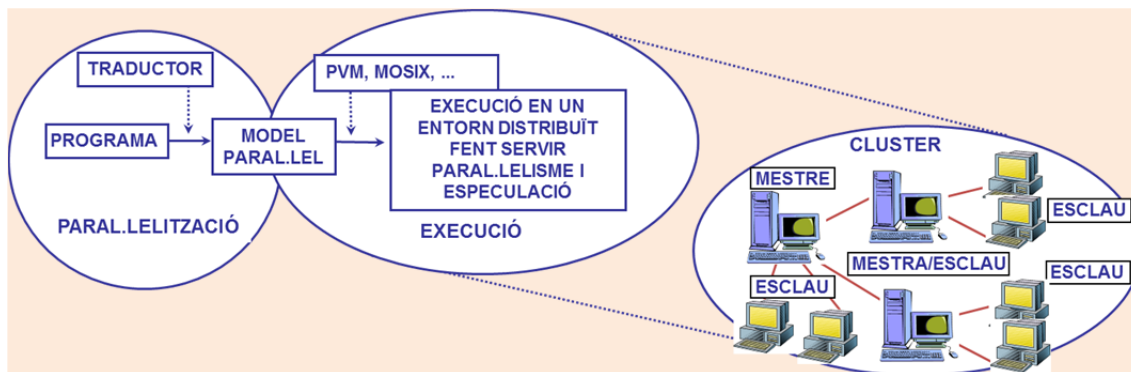 TRADUCTOR
PROGRAMA
MODEL
PARAL.LEL
PARAL.LELITZACIÓ
PVM, MOSIX, ...
EXECUCIÓ EN UN
ENTORN DISTRIBUÏT
FENT SERVIR
PARAL.LELISME I
ESPECULACIÓ
EXECUCIÓ
CLUSTER
MESTRE
ESCLAU
MESTRA/ESCLAU
ESCLAU
ESCLAU